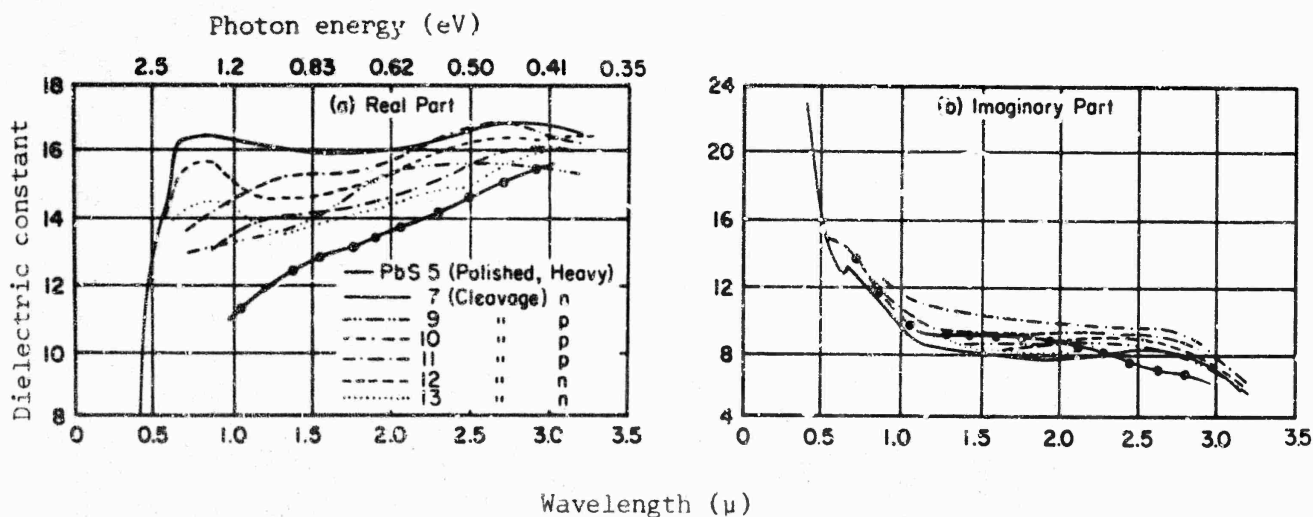 Photon energy (eV)
2.5 1.2 0.83 0.62 0.50 0.41 0.35
Dielectric constant
18
16
14
12
10
8
(a) Real Part
PbS 5 (Polished, Heavy)
7 (Cleavage) n
9 " p
10 " p
11 " p
12 " n
13 " n
0 0.5 1.0 1.5 2.0 2.5 3.0 3.5
24
20
16
12
8
4
(b) Imaginary Part
0 0.5 1.0 1.5 2.0 2.5 3.0 3.5
Wavelength (μ)